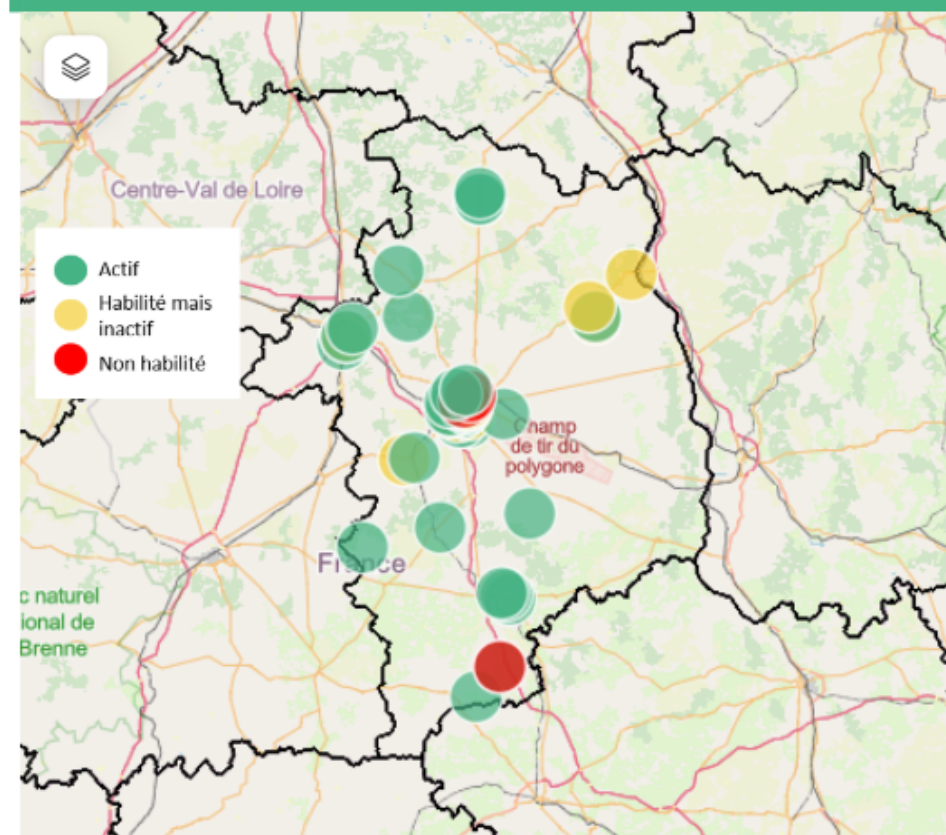 Centre-Val de Loire
Actif
Habilité mais
inactif
Non habilité
Champ
de tir du
polygone
France
c naturel
ional de
Brenne